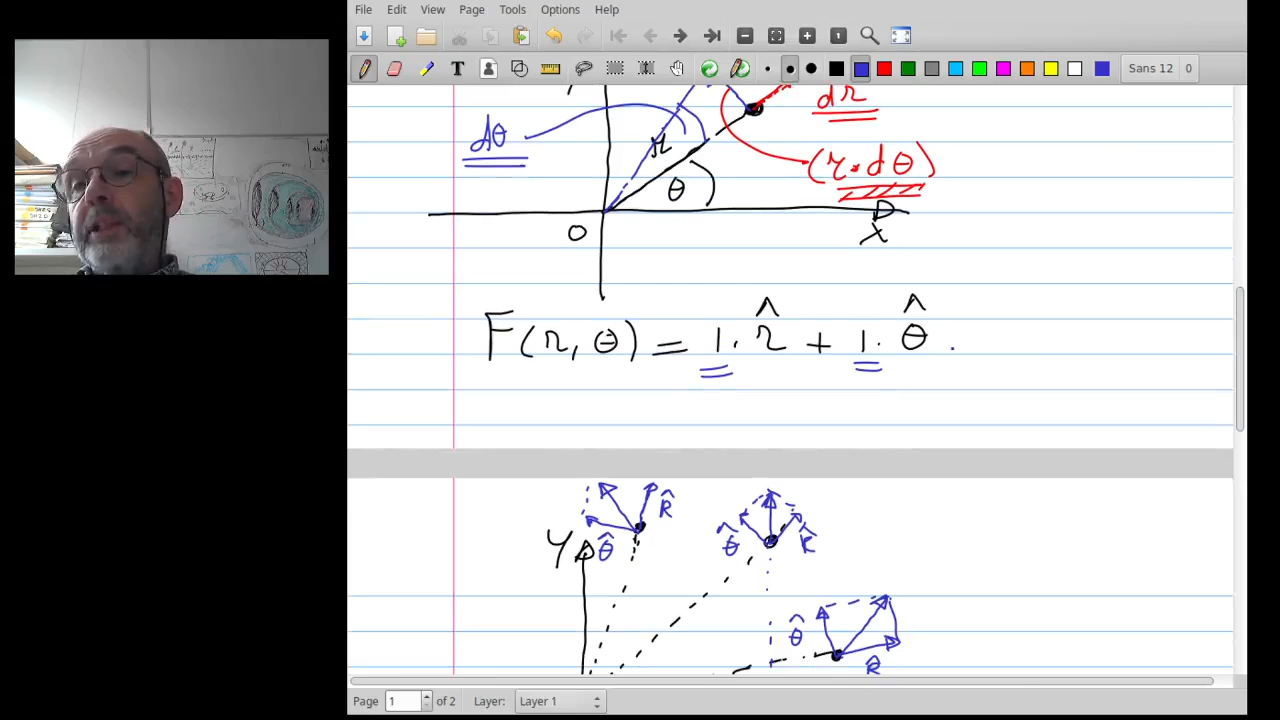 File Edit View Page Tools Options Help
Sans 12 0
dr
dθ
r
θ
(r · dθ)
O
X
F(r, θ) = 1 · r̂ + 1 · θ̂
R̂
θ̂
Y
θ̂
R̂
θ̂
R̂
Page 1 of 2 Layer: Layer 1